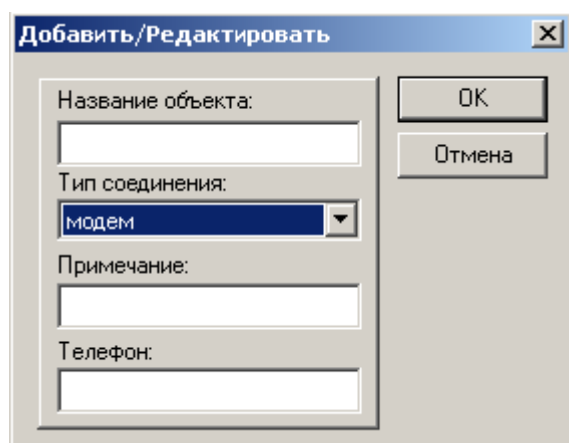 Добавить/Редактировать
Название объекта:
OK
Отмена
Тип соединения:
модем
Примечание:
Телефон: